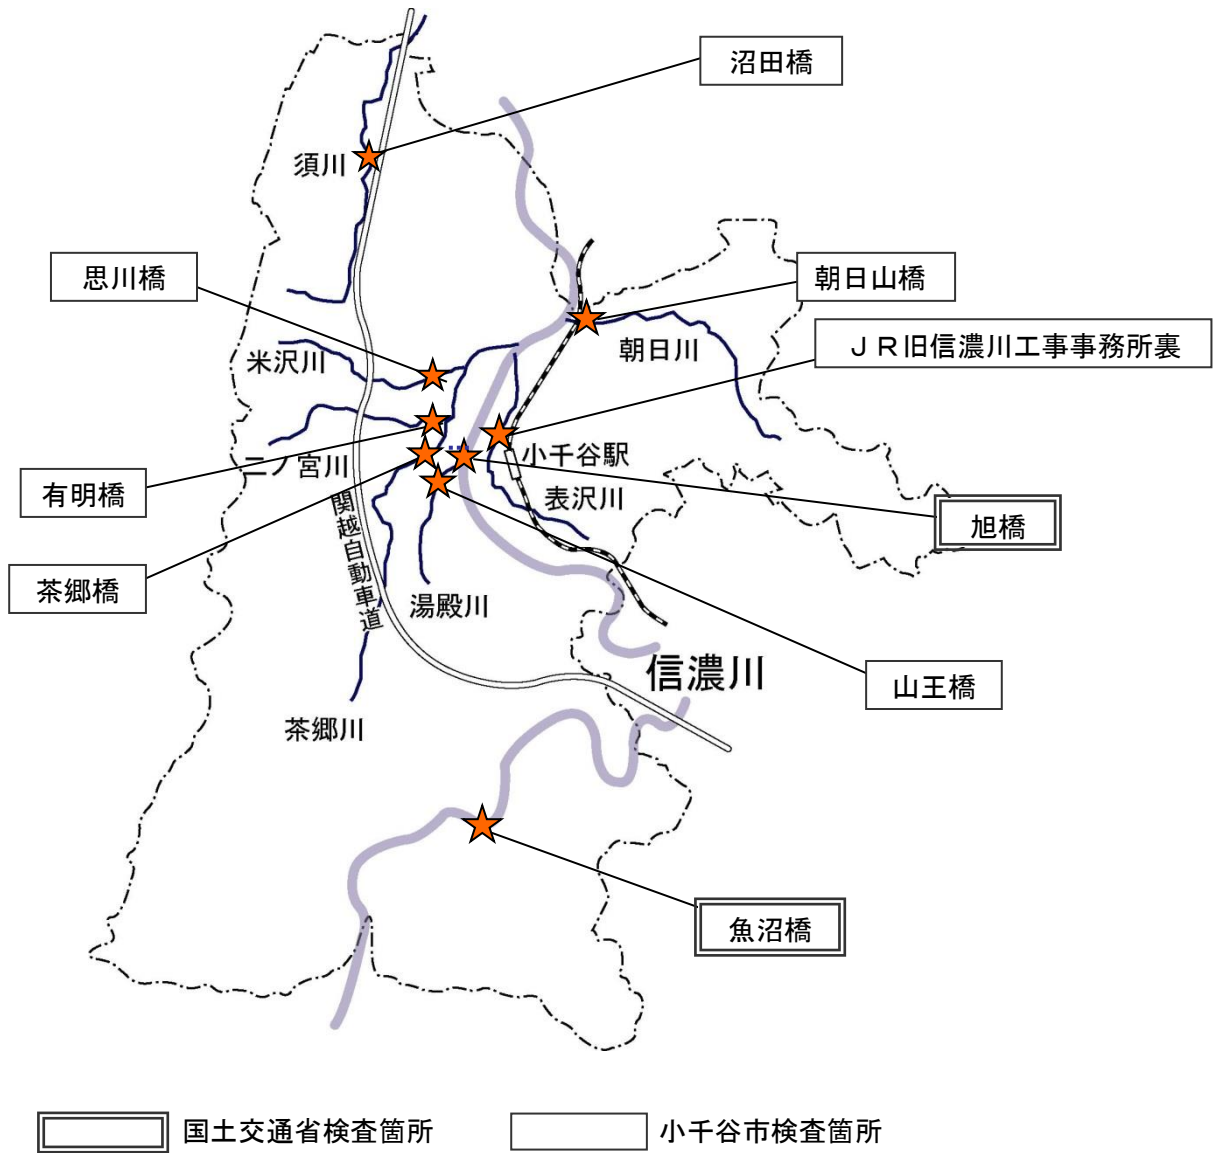 沼田橋
須川
思川橋
朝日山橋
ＪＲ旧信濃川工事事務所裏
朝日川
米沢川
小千谷駅
二ノ宮川
有明橋
関越自動車道
表沢川
旭橋
茶郷橋
湯殿川
信濃川
山王橋
茶郷川
魚沼橋
国土交通省検査箇所
小千谷市検査箇所